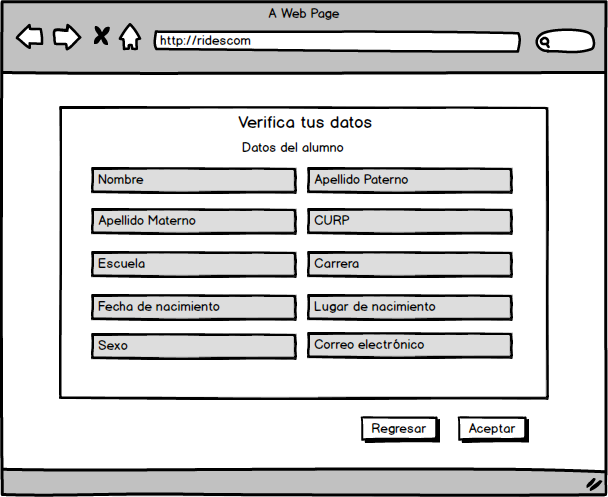 A Web Page
http://ridescom
Verifica tus datos
Datos del alumno
Nombre
Apellido Paterno
Apellido Materno
CURP
Escuela
Carrera
Fecha de nacimiento
Lugar de nacimiento
Sexo
Correo electrónico
Regresar
Aceptar